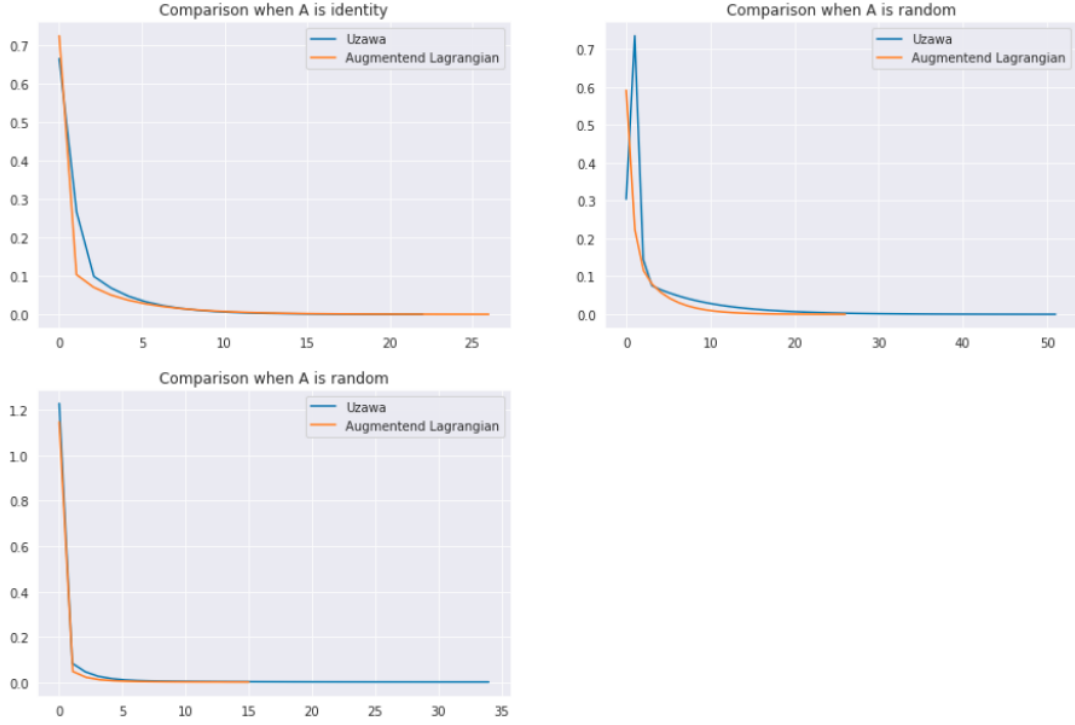 Comparison when A is identity
Uzawa
Augmentend Lagrangian
0.7
0.6
0.5
0.4
0.3
0.2
0.1
0.0
0 5 10 15 20 25
Comparison when A is random
Uzawa
Augmentend Lagrangian
0.7
0.6
0.5
0.4
0.3
0.2
0.1
0.0
0 10 20 30 40 50
Comparison when A is random
Uzawa
Augmentend Lagrangian
1.2
1.0
0.8
0.6
0.4
0.2
0.0
0 5 10 15 20 25 30 35